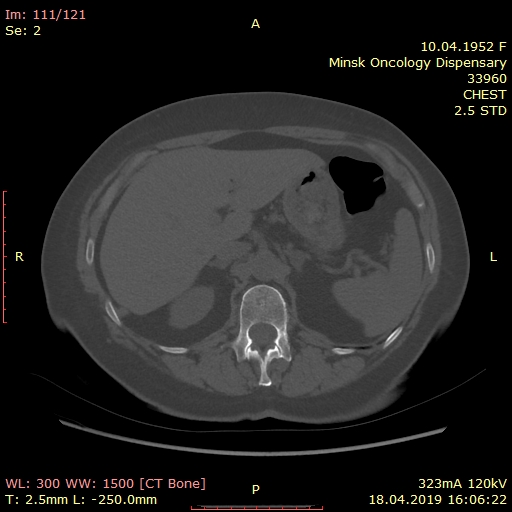 Im: 111/121
Se: 2
A
10.04.1952 F
Minsk Oncology Dispensary
33960
CHEST
2.5 STD
R
L
WL: 300 WW: 1500 [CT Bone]
T: 2.5mm L: -250.0mm
P
323mA 120kV
18.04.2019 16:06:22